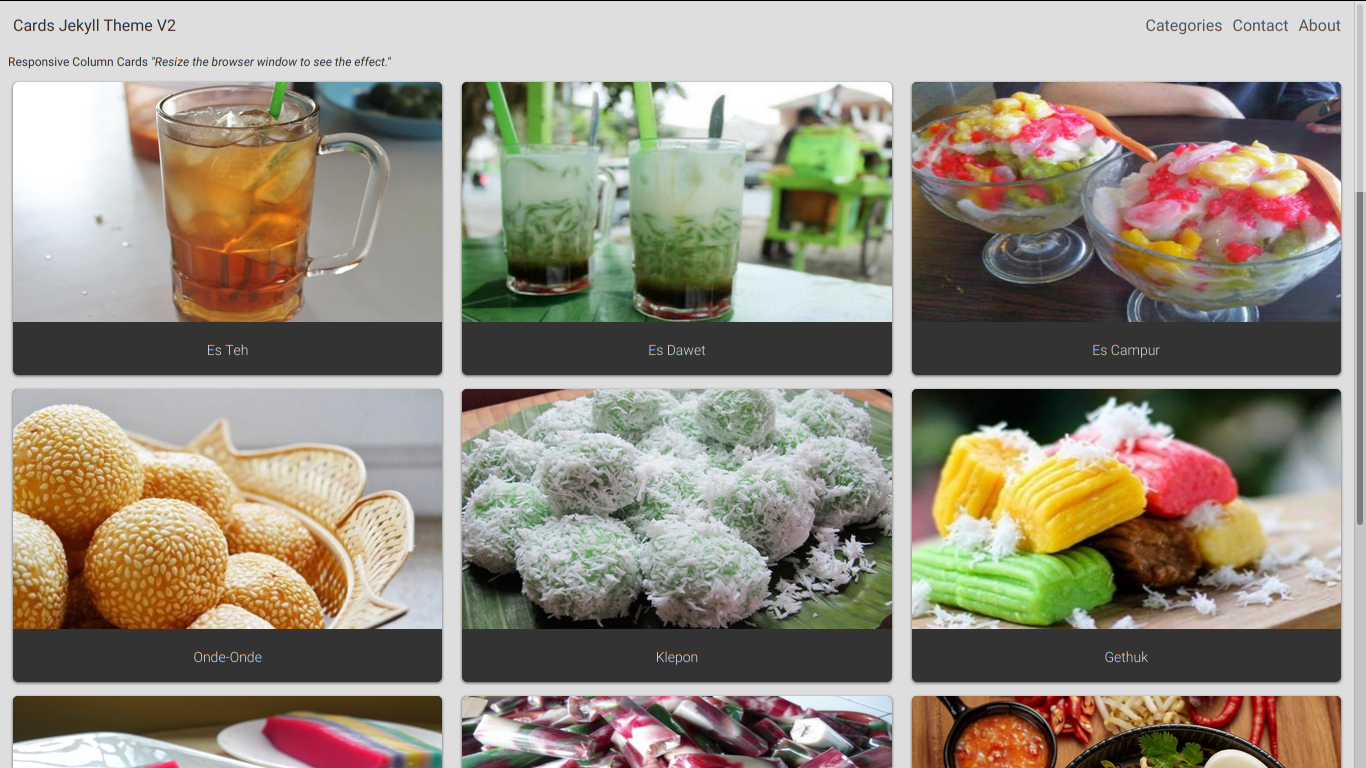 Cards Jekyll Theme V2
Categories Contact About
Responsive Column Cards "Resize the browser window to see the effect."
Es Teh
Es Dawet
Es Campur
Onde-Onde
Klepon
Gethuk